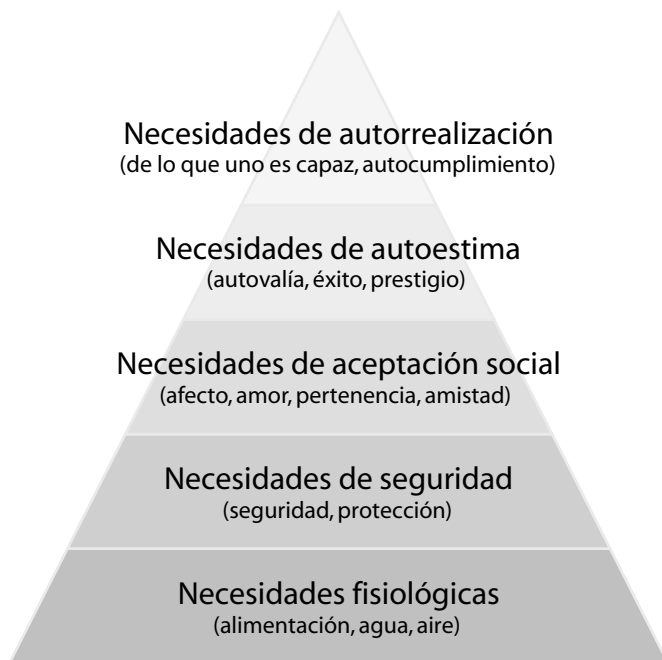 Necesidades de autorrealización
(de lo que uno es capaz, autocumplimiento)
Necesidades de autoestima
(autovalía, éxito, prestigio)
Necesidades de aceptación social
(afecto, amor, pertenencia, amistad)
Necesidades de seguridad
(seguridad, protección)
Necesidades fisiológicas
(alimentación, agua, aire)